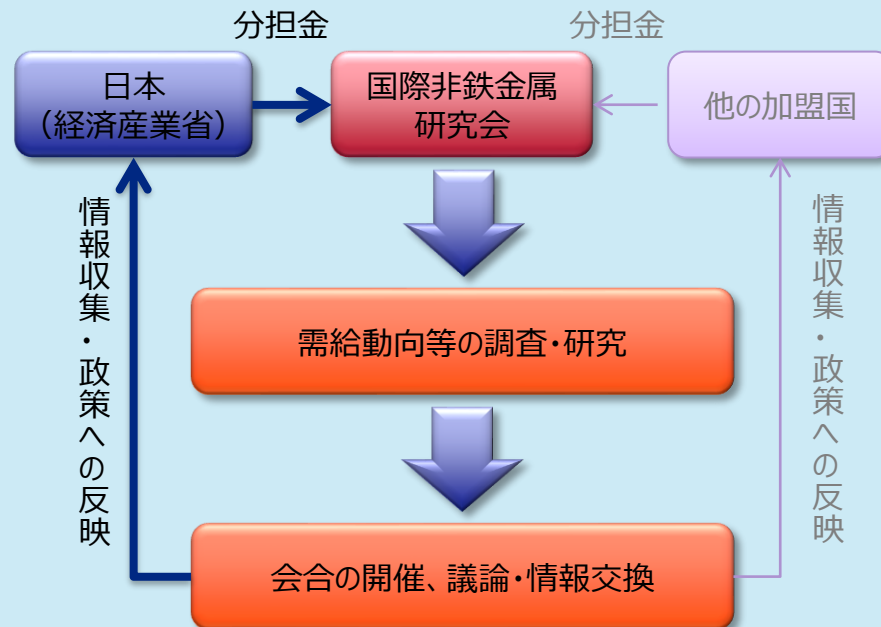 分担金
分担金
日本
（経済産業省）
国際非鉄金属
研究会
他の加盟国
情報収集・政策への反映
情報収集・政策への反映
需給動向等の調査・研究
会合の開催、議論・情報交換